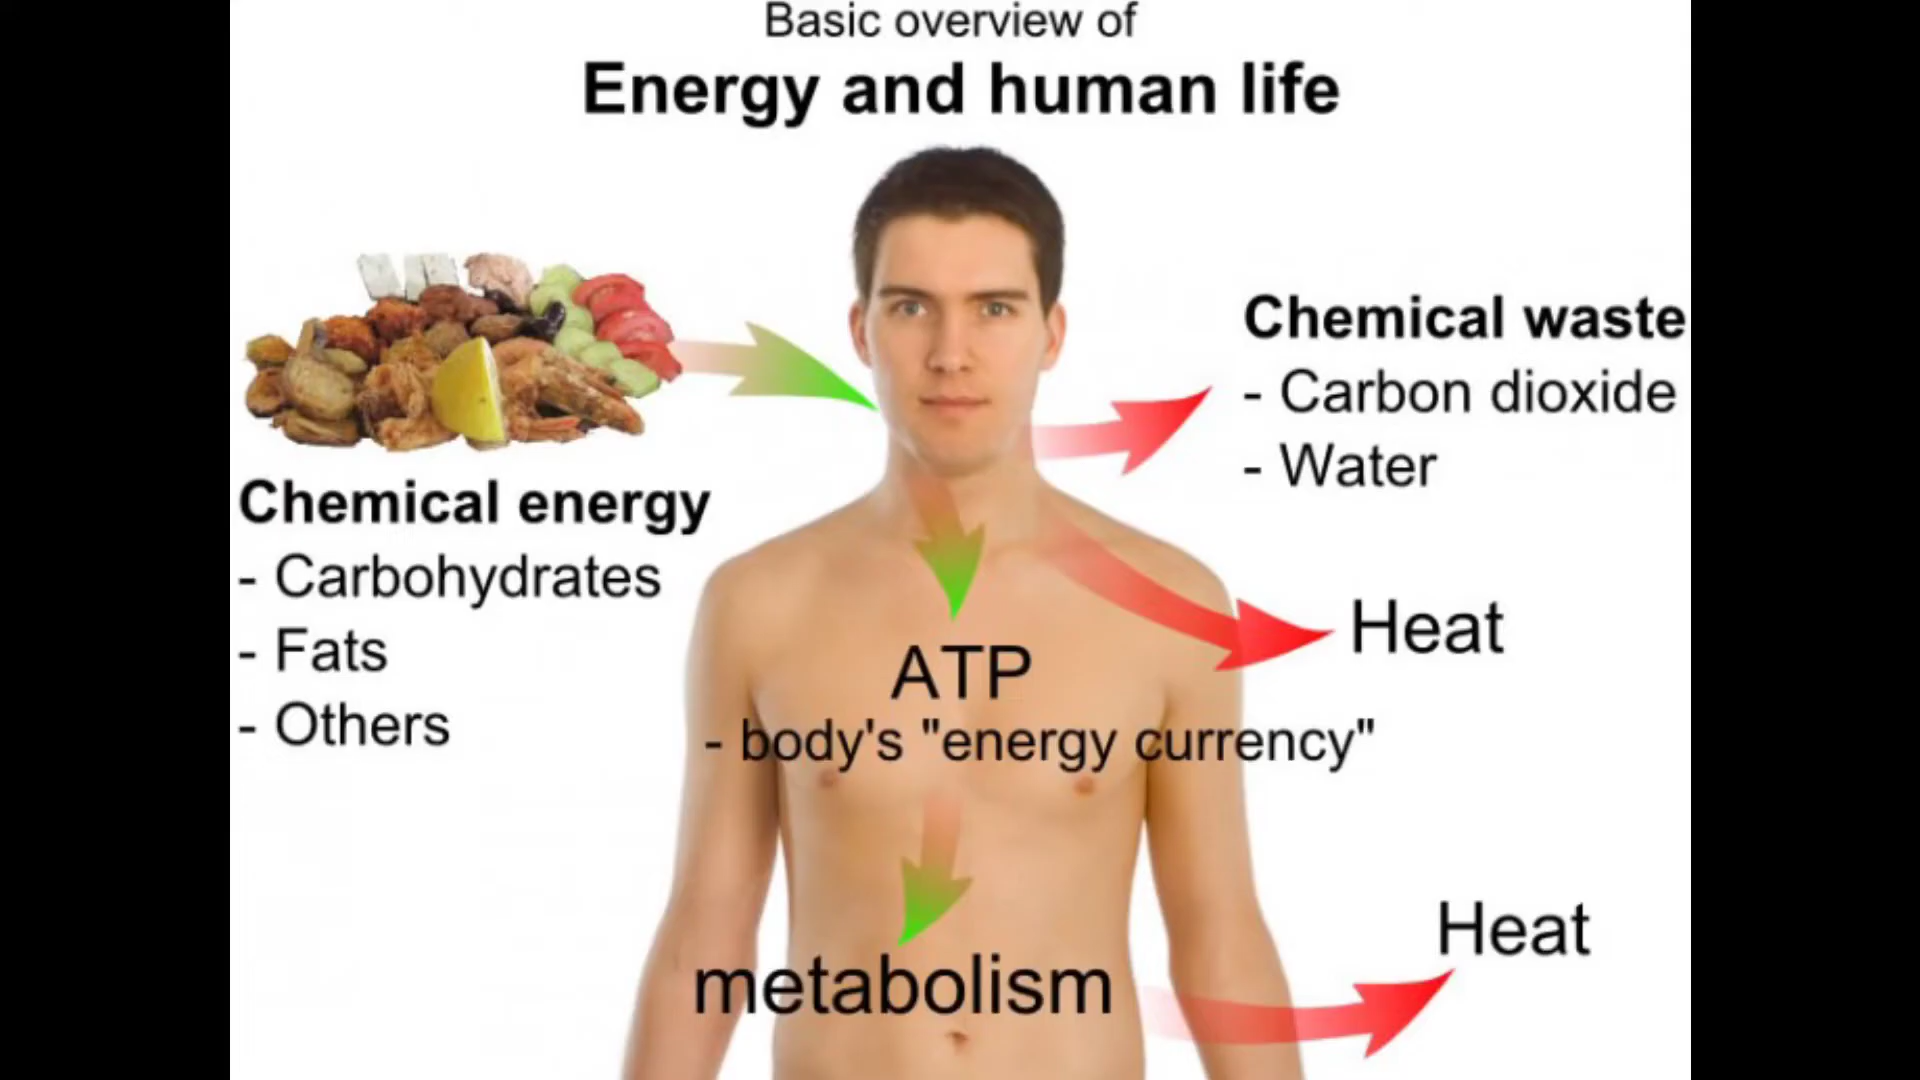 Basic overview of
Energy and human life
Chemical energy
- Carbohydrates
- Fats
- Others
Chemical waste
- Carbon dioxide
- Water
Heat
ATP
- body's "energy currency"
metabolism
Heat